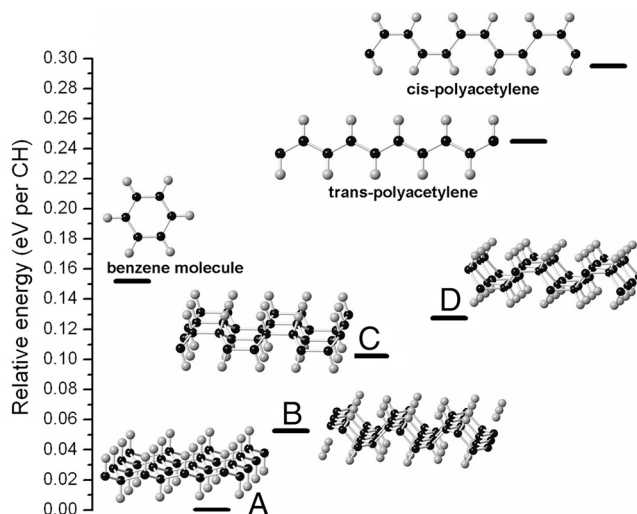 Relative energy (eV per CH)
0.30
0.28
0.26
0.24
0.22
0.20
0.18
0.16
0.14
0.12
0.10
0.08
0.06
0.04
0.02
0.00
cis-polyacetylene
trans-polyacetylene
benzene molecule
D
C
B
A